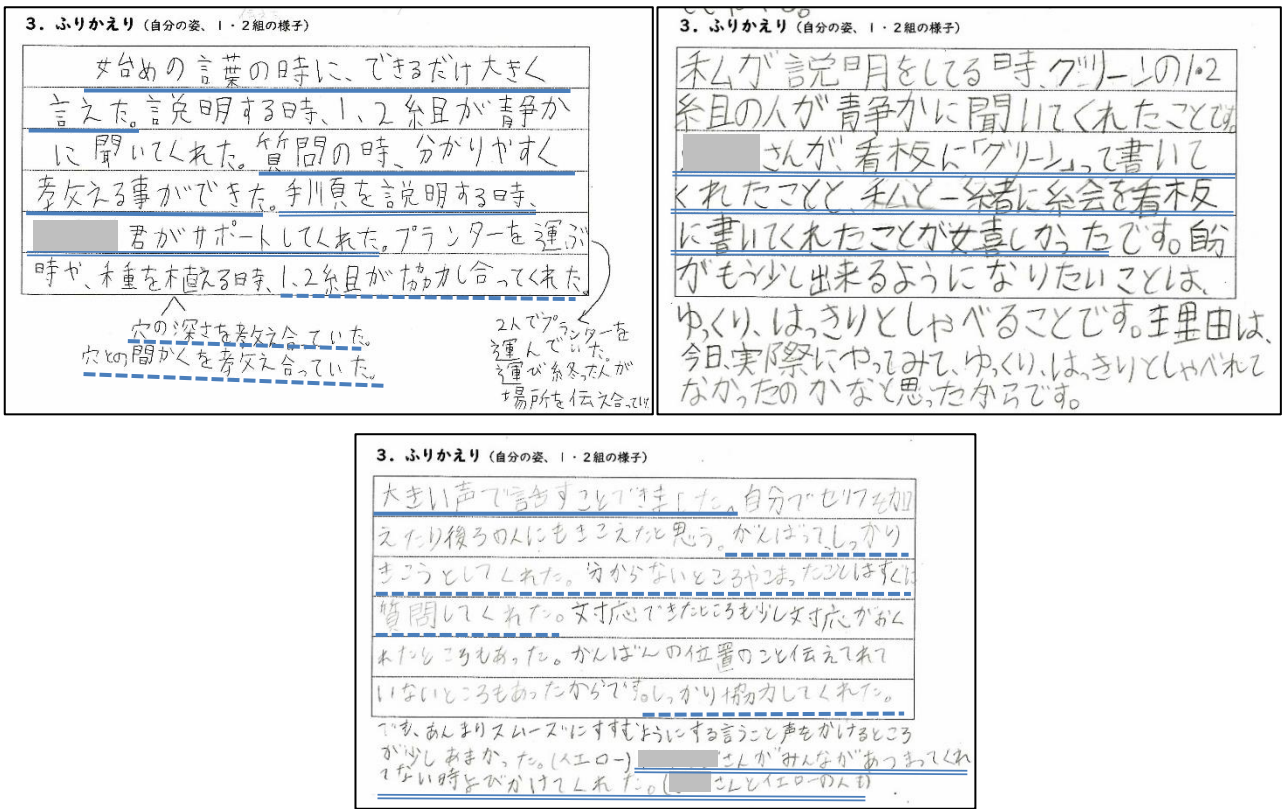 3. ふりかえり（自分の姿、1・2組の様子）
始めの言葉の時に、できるだけ大きく
言えた。説明する時、1、2組が静か
に聞いてくれた。質問の時、分かりやすく
教える事ができた。手順を説明する時、
君がサポートしてくれた。プランターを運ぶ
時や、種を植える時、1、2組が協力し合ってくれた。
穴の深さを教え合っていた。
穴との間かくを教え合っていた。
2人でプランターを
運んでいた。
運び終った人が
場所を伝え合ってい
3. ふりかえり（自分の姿、1・2組の様子）
私が説明をしてる時、グリーンの1・2
組の人が静かに聞いてくれたことです。
さんが、看板に「グリーン」って書いて
くれたことと、私と一緒に絵を看板
に書いてくれたことが嬉しかったです。自分
がもう少し出来るようになりたいことは、
ゆっくり、はっきりとしゃべることです。理由は、
今日、実際にやってみて、ゆっくり、はっきりとしゃべれて
なかったのかなと思ったからです。
3. ふりかえり（自分の姿、1・2組の様子）
大きい声で話すことできました。自分でセリフを加
えたり後ろの人にもきこえたと思う。がんばって、しっかり
きこうとしてくれた。分からないところやこまったことはすぐに
質問してくれた。対応できたところも少し対応がおく
れたところもあった。かんばんの位置のこと伝えてれて
いないところもあったからです。しっかり協力してくれた。
でも、あんまりスムーズにすすむようにする言うこと声をかけるところ
が少しあまかった。(イエロー) さんがみんながあつまってくれ
てない時よびかけてくれた。( さんとイエローの人も)